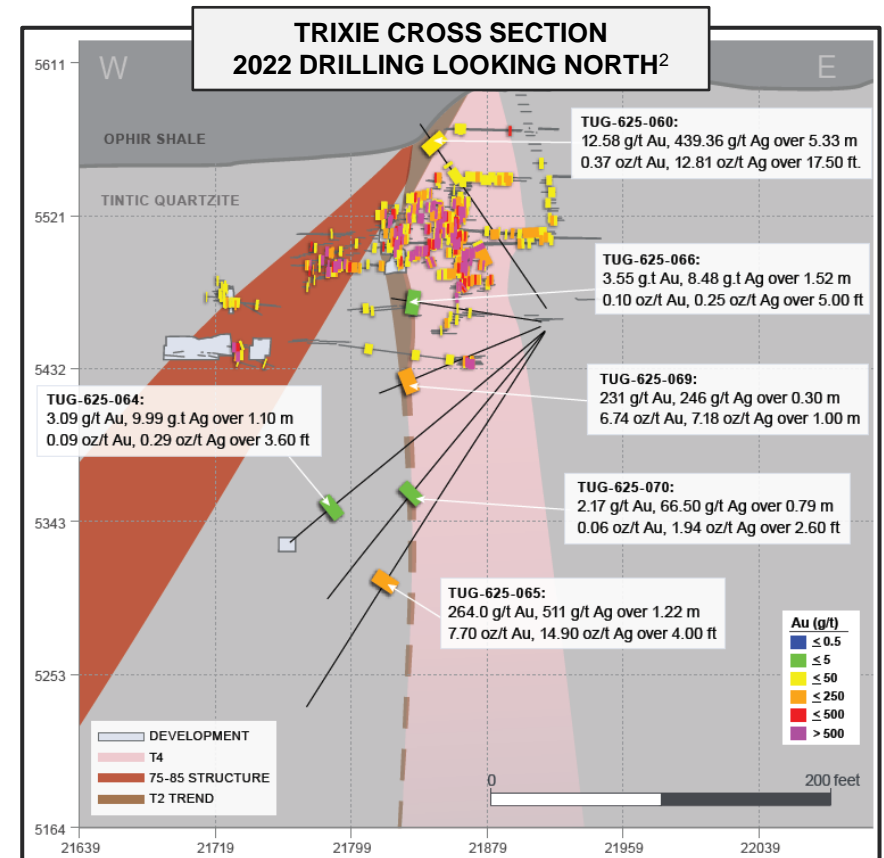 TRIXIE CROSS SECTION
2022 DRILLING LOOKING NORTH²
5611
W
E
TUG-625-060:
12.58 g/t Au, 439.36 g/t Ag over 5.33 m
0.37 oz/t Au, 12.81 oz/t Ag over 17.50 ft.
OPHIR SHALE
TINTIC QUARTZITE
5521
TUG-625-066:
3.55 g.t Au, 8.48 g.t Ag over 1.52 m
0.10 oz/t Au, 0.25 oz/t Ag over 5.00 ft
5432
TUG-625-069:
231 g/t Au, 246 g/t Ag over 0.30 m
6.74 oz/t Au, 7.18 oz/t Ag over 1.00 m
TUG-625-064:
3.09 g/t Au, 9.99 g.t Ag over 1.10 m
0.09 oz/t Au, 0.29 oz/t Ag over 3.60 ft
TUG-625-070:
2.17 g/t Au, 66.50 g/t Ag over 0.79 m
0.06 oz/t Au, 1.94 oz/t Ag over 2.60 ft
5343
TUG-625-065:
264.0 g/t Au, 511 g/t Ag over 1.22 m
7.70 oz/t Au, 14.90 oz/t Ag over 4.00 ft
Au (g/t)
≤ 0.5
≤ 5
≤ 50
≤ 250
≤ 500
> 500
5253
DEVELOPMENT
T4
75-85 STRUCTURE
T2 TREND
0
200 feet
5164
21639
21719
21799
21879
21959
22039